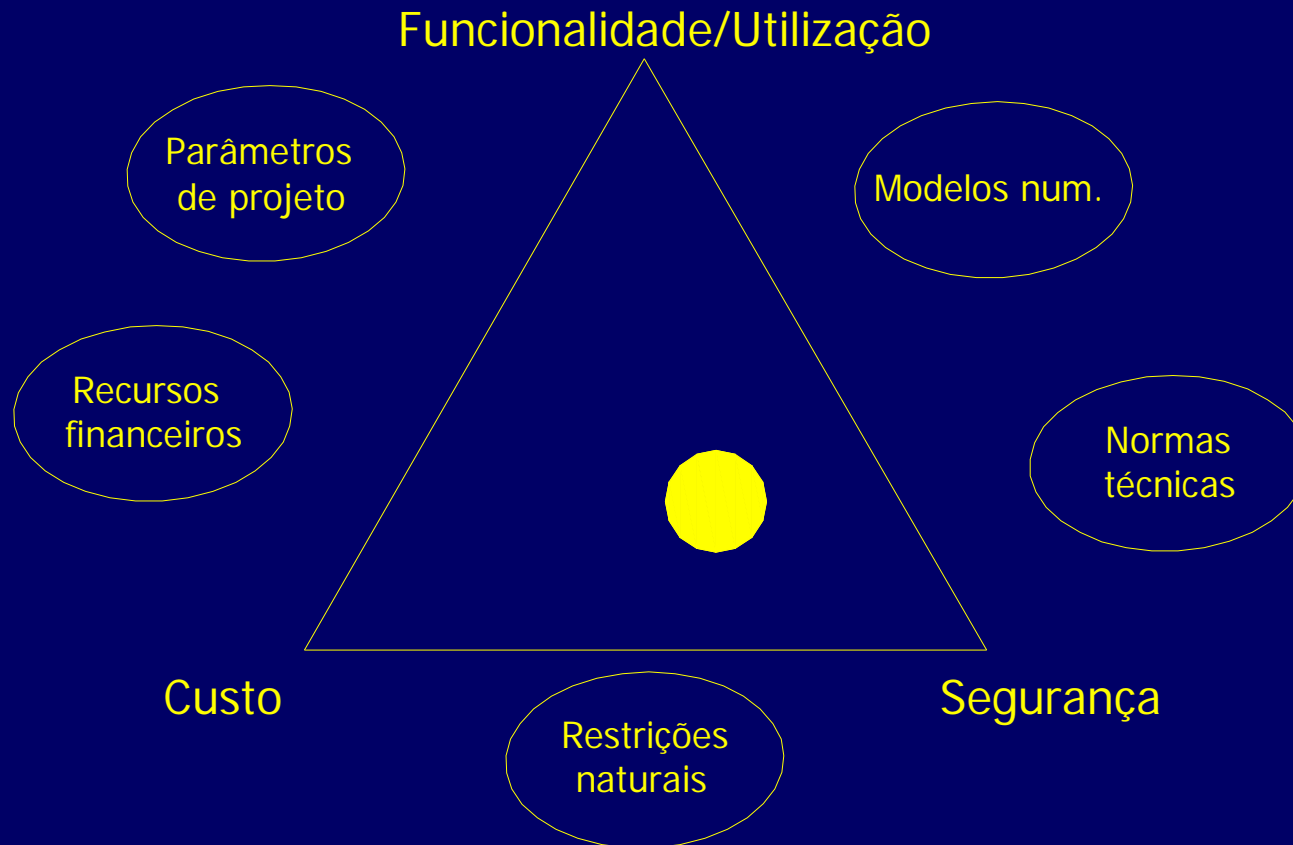 Funcionalidade/Utilização
Parâmetros
de projeto
Modelos num.
Recursos
financeiros
Normas
técnicas
Custo
Segurança
Restrições
naturais